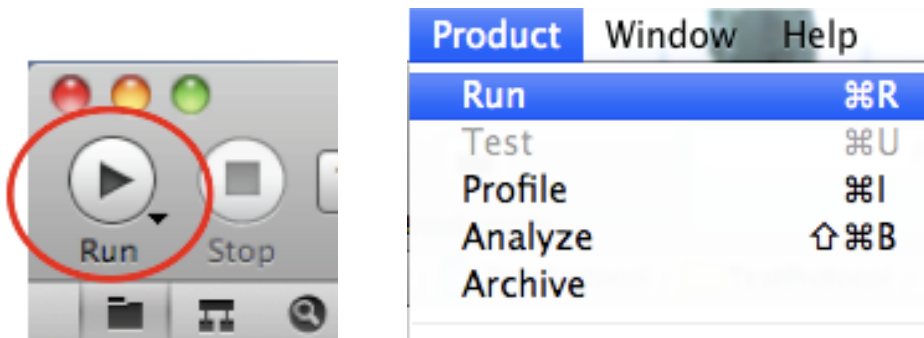 Run Stop
Product Window Help
Run ⌘R
Test ⌘U
Profile ⌘I
Analyze ⇧⌘B
Archive